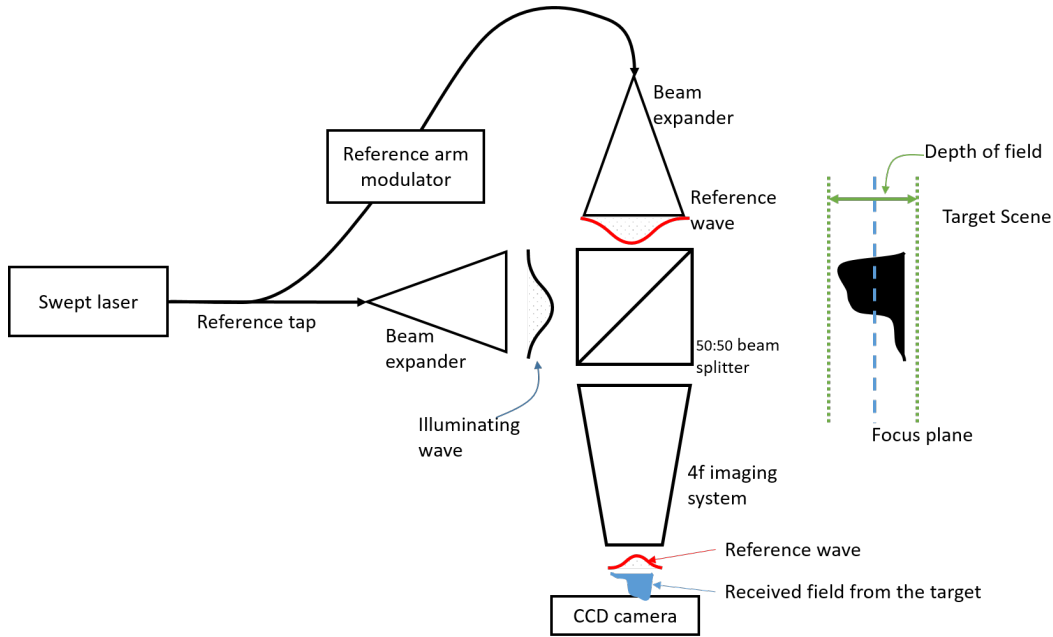 Beam
expander
Reference arm
modulator
Depth of field
Reference
wave
Target Scene
Swept laser
Reference tap
Beam
expander
50:50 beam
splitter
Illuminating
wave
Focus plane
4f imaging
system
Reference wave
Received field from the target
CCD camera